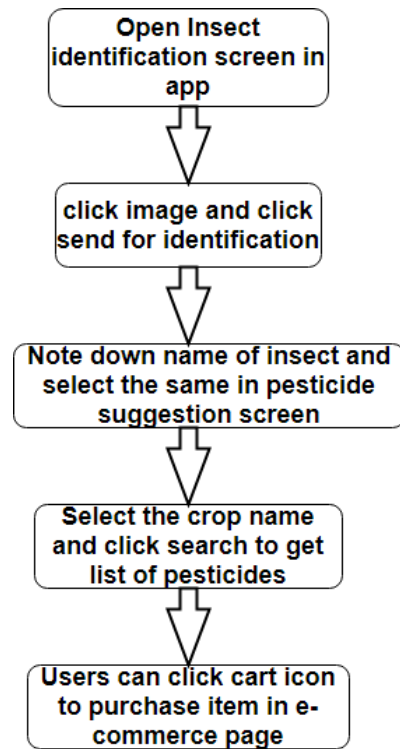 Open Insect
identification screen in
app
click image and click
send for identification
Note down name of insect and
select the same in pesticide
suggestion screen
Select the crop name
and click search to get
list of pesticides
Users can click cart icon
to purchase item in e-
commerce page